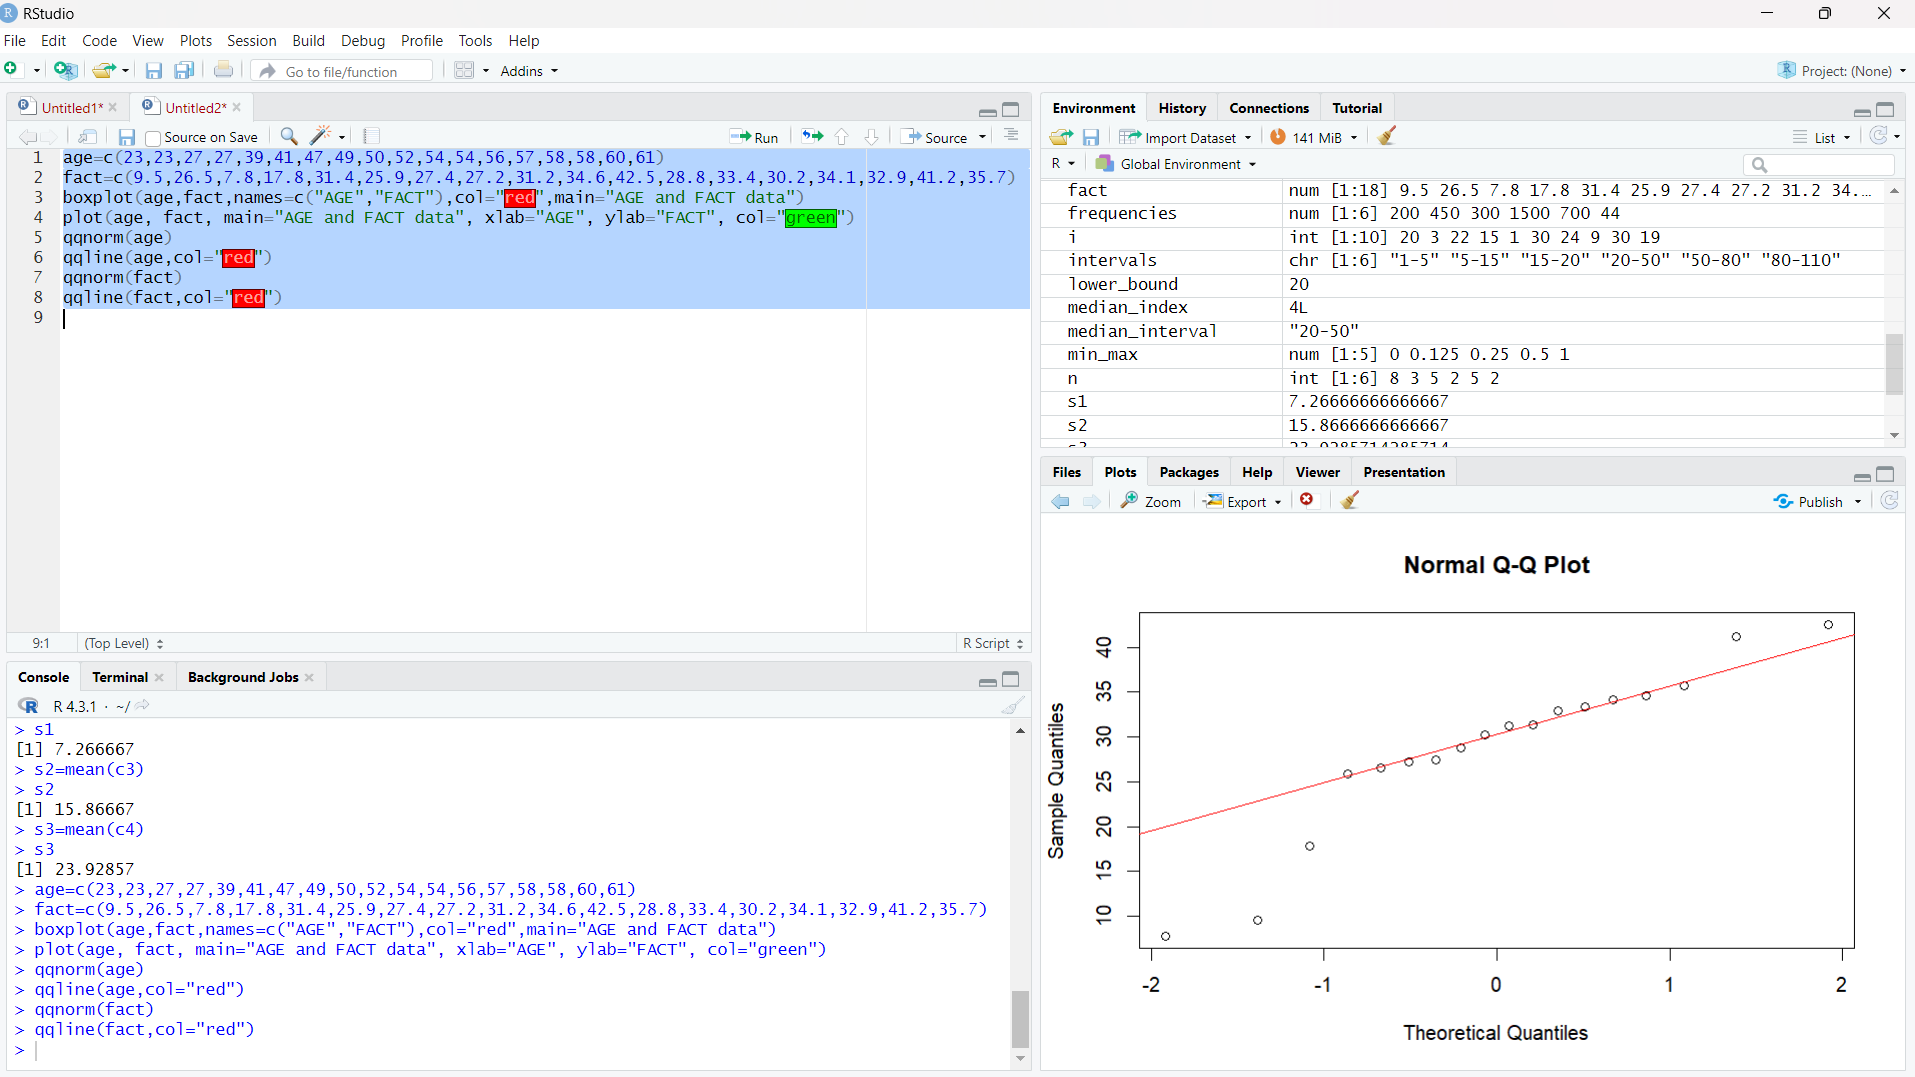 RStudio
File Edit Code View Plots Session Build Debug Profile Tools Help
Go to file/function Addins Project: (None)
Untitled1* Untitled2*
Source on Save Run Source
1 age=c(23,23,27,27,39,41,47,49,50,52,54,54,56,57,58,58,60,61)
2 fact=c(9.5,26.5,7.8,17.8,31.4,25.9,27.4,27.2,31.2,34.6,42.5,28.8,33.4,30.2,34.1,32.9,41.2,35.7)
3 boxplot(age,fact,names=c("AGE","FACT"),col="red",main="AGE and FACT data")
4 plot(age, fact, main="AGE and FACT data", xlab="AGE", ylab="FACT", col="green")
5 qqnorm(age)
6 qqline(age,col="red")
7 qqnorm(fact)
8 qqline(fact,col="red")
9
9:1 (Top Level) R Script
Console Terminal Background Jobs
R 4.3.1 · ~/
> s1
[1] 7.266667
> s2=mean(c3)
> s2
[1] 15.86667
> s3=mean(c4)
> s3
[1] 23.92857
> age=c(23,23,27,27,39,41,47,49,50,52,54,54,56,57,58,58,60,61)
> fact=c(9.5,26.5,7.8,17.8,31.4,25.9,27.4,27.2,31.2,34.6,42.5,28.8,33.4,30.2,34.1,32.9,41.2,35.7)
> boxplot(age,fact,names=c("AGE","FACT"),col="red",main="AGE and FACT data")
> plot(age, fact, main="AGE and FACT data", xlab="AGE", ylab="FACT", col="green")
> qqnorm(age)
> qqline(age,col="red")
> qqnorm(fact)
> qqline(fact,col="red")
>
Environment History Connections Tutorial
Import Dataset 141 MiB List
R Global Environment
fact num [1:18] 9.5 26.5 7.8 17.8 31.4 25.9 27.4 27.2 31.2 34....
frequencies num [1:6] 200 450 300 1500 700 44
i int [1:10] 20 3 22 15 1 30 24 9 30 19
intervals chr [1:6] "1-5" "5-15" "15-20" "20-50" "50-80" "80-110"
lower_bound 20
median_index 4L
median_interval "20-50"
min_max num [1:5] 0 0.125 0.25 0.5 1
n int [1:6] 8 3 5 2 5 2
s1 7.26666666666667
s2 15.8666666666667
s3 23.9285714285714
Files Plots Packages Help Viewer Presentation
Zoom Export Publish
Normal Q-Q Plot
Sample Quantiles
40
35
30
25
20
15
10
-2 -1 0 1 2
Theoretical Quantiles